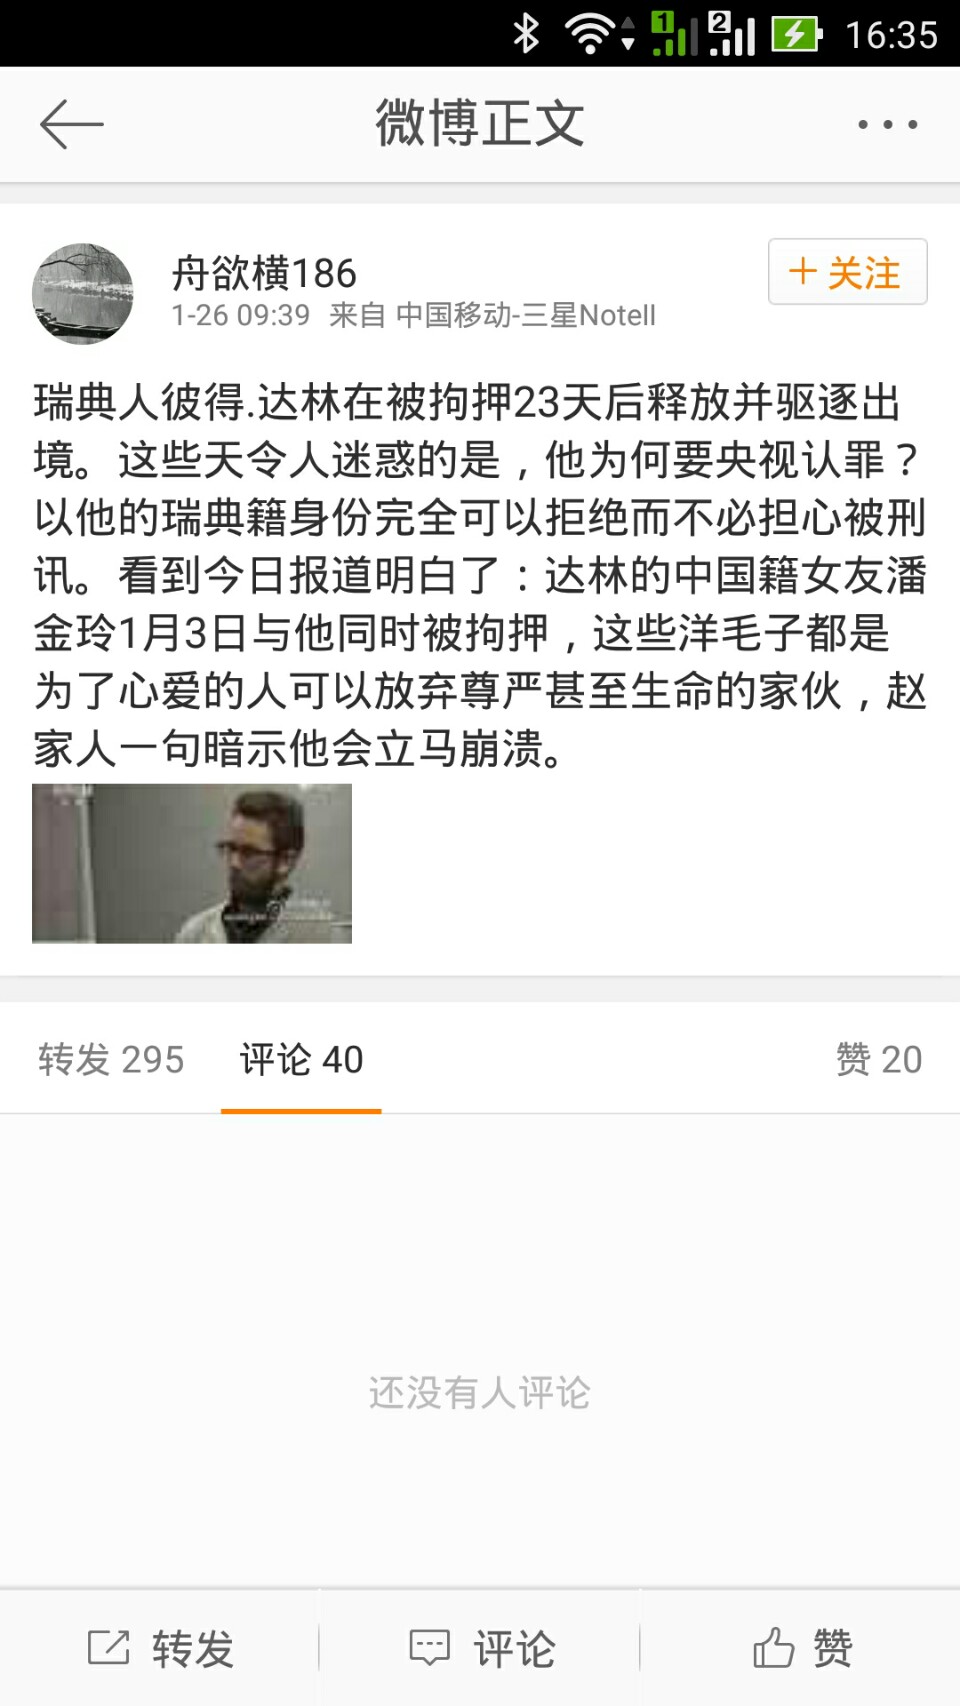 1 2 16:35
微博正文
舟欲横186
+ 关注
1-26 09:39 来自 中国移动-三星NoteII
瑞典人彼得.达林在被拘押23天后释放并驱逐出
境。这些天令人迷惑的是，他为何要央视认罪？
以他的瑞典籍身份完全可以拒绝而不必担心被刑
讯。看到今日报道明白了：达林的中国籍女友潘
金玲1月3日与他同时被拘押，这些洋毛子都是
为了心爱的人可以放弃尊严甚至生命的家伙，赵
家人一句暗示他会立马崩溃。
转发 295 评论 40 赞 20
还没有人评论
转发 评论 赞